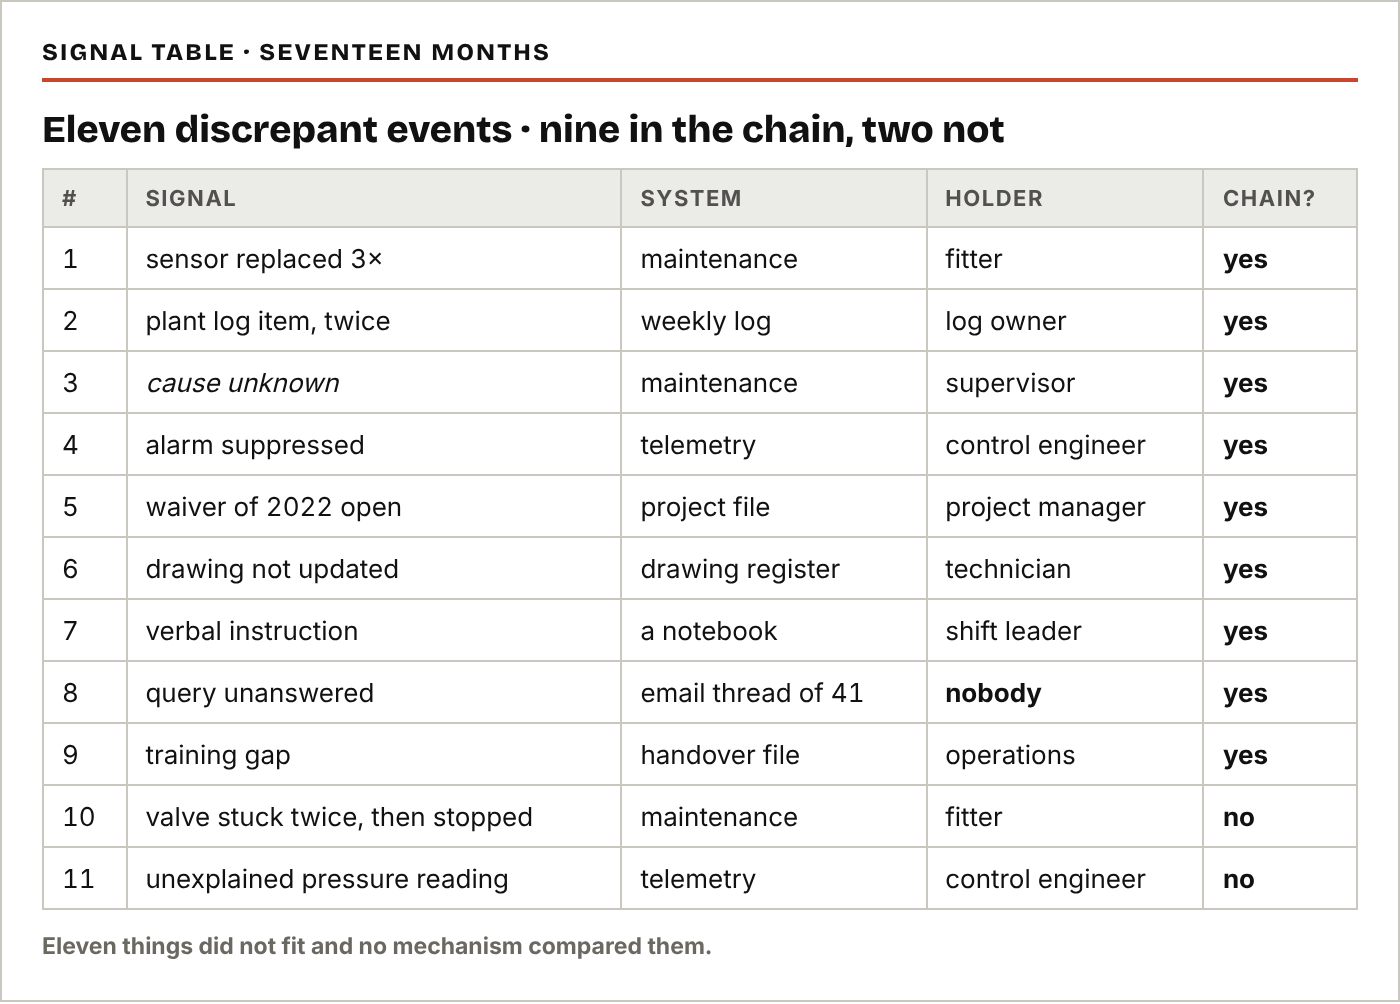 SIGNAL TABLE · SEVENTEEN MONTHS
Eleven discrepant events · nine in the chain, two not
# SIGNAL SYSTEM HOLDER CHAIN?
1 sensor replaced 3× maintenance fitter yes
2 plant log item, twice weekly log log owner yes
3 cause unknown maintenance supervisor yes
4 alarm suppressed telemetry control engineer yes
5 waiver of 2022 open project file project manager yes
6 drawing not updated drawing register technician yes
7 verbal instruction a notebook shift leader yes
8 query unanswered email thread of 41 nobody yes
9 training gap handover file operations yes
10 valve stuck twice, then stopped maintenance fitter no
11 unexplained pressure reading telemetry control engineer no
Eleven things did not fit and no mechanism compared them.